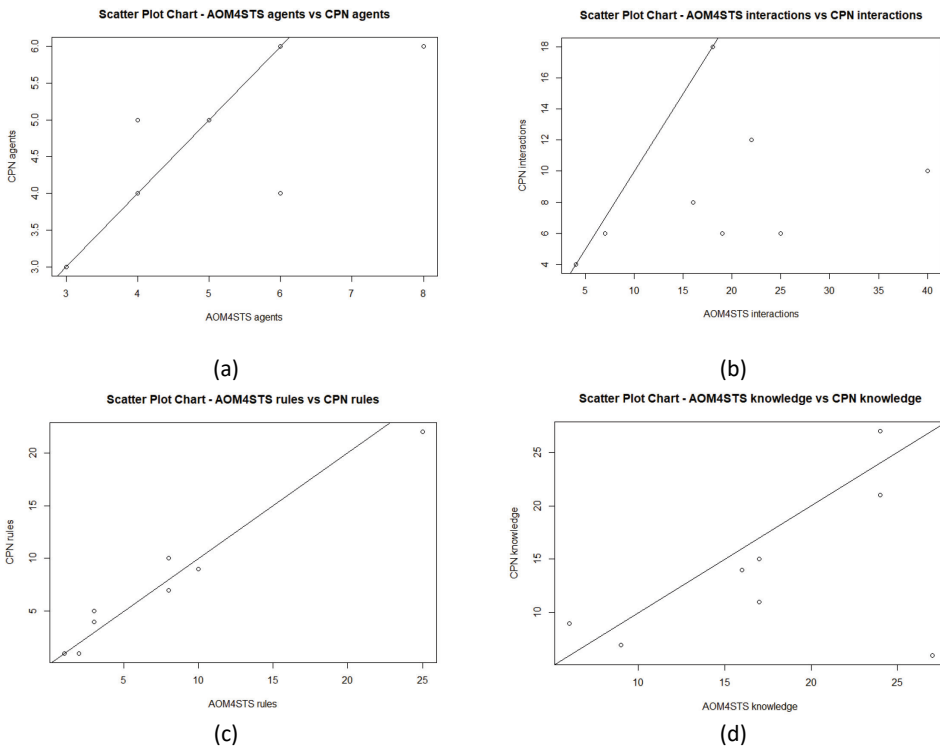 Scatter Plot Chart - AOM4STS agents vs CPN agents
CPN agents
6.0
5.5
5.0
4.5
4.0
3.5
3.0
3 4 5 6 7 8
AOM4STS agents
(a)
Scatter Plot Chart - AOM4STS interactions vs CPN interactions
CPN interactions
18
16
14
12
10
8
6
4
5 10 15 20 25 30 35 40
AOM4STS interactions
(b)
Scatter Plot Chart - AOM4STS rules vs CPN rules
CPN rules
20
15
10
5
5 10 15 20 25
AOM4STS rules
(c)
Scatter Plot Chart - AOM4STS knowledge vs CPN knowledge
CPN knowledge
25
20
15
10
10 15 20 25
AOM4STS knowledge
(d)